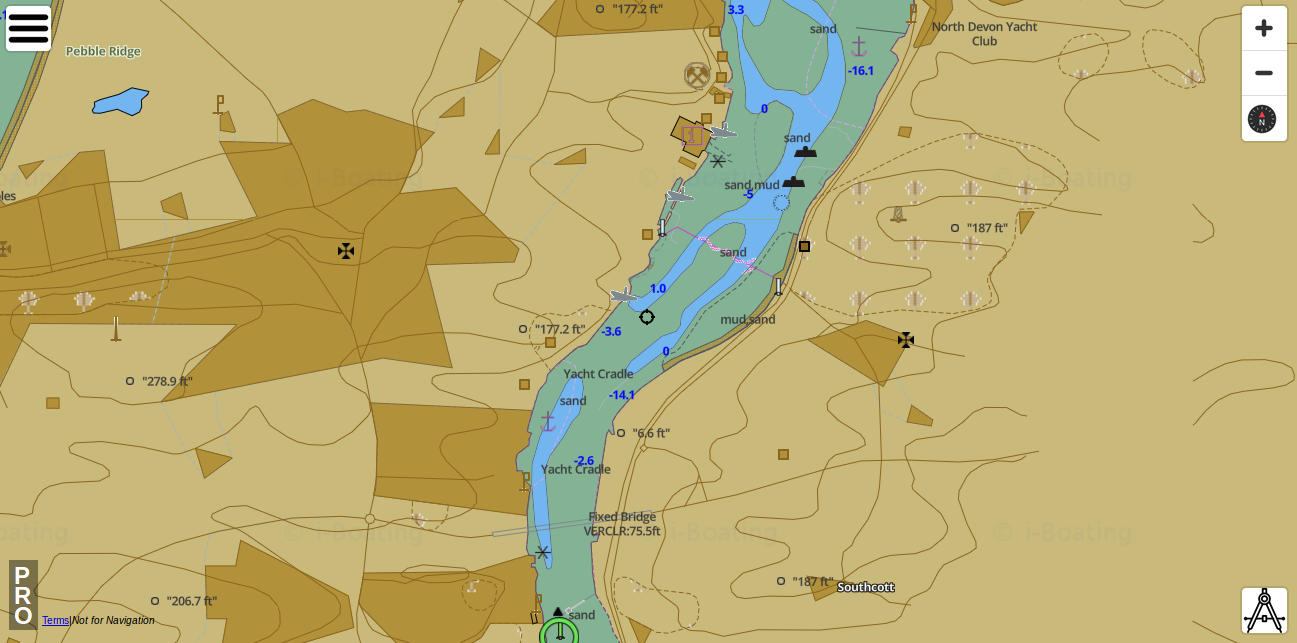 "177.2 ft"
3.3
sand
North Devon Yacht
Club
Pebble Ridge
-16.1
0
sand
© i-Boating
sand,mud
-5
les
"187 ft"
sand
1.0
mud,sand
"177.2 ft"
-3.6
0
Yacht Cradle
"278.9 ft"
-14.1
sand
"6.6 ft"
-2.6
Yacht Cradle
Fixed Bridge
VERCLR:75.5ft
© i-Boating
i-Boating
© i-Boating
"187 ft"
Southcott
PRO
"206.7 ft"
Terms|Not for Navigation
sand
N